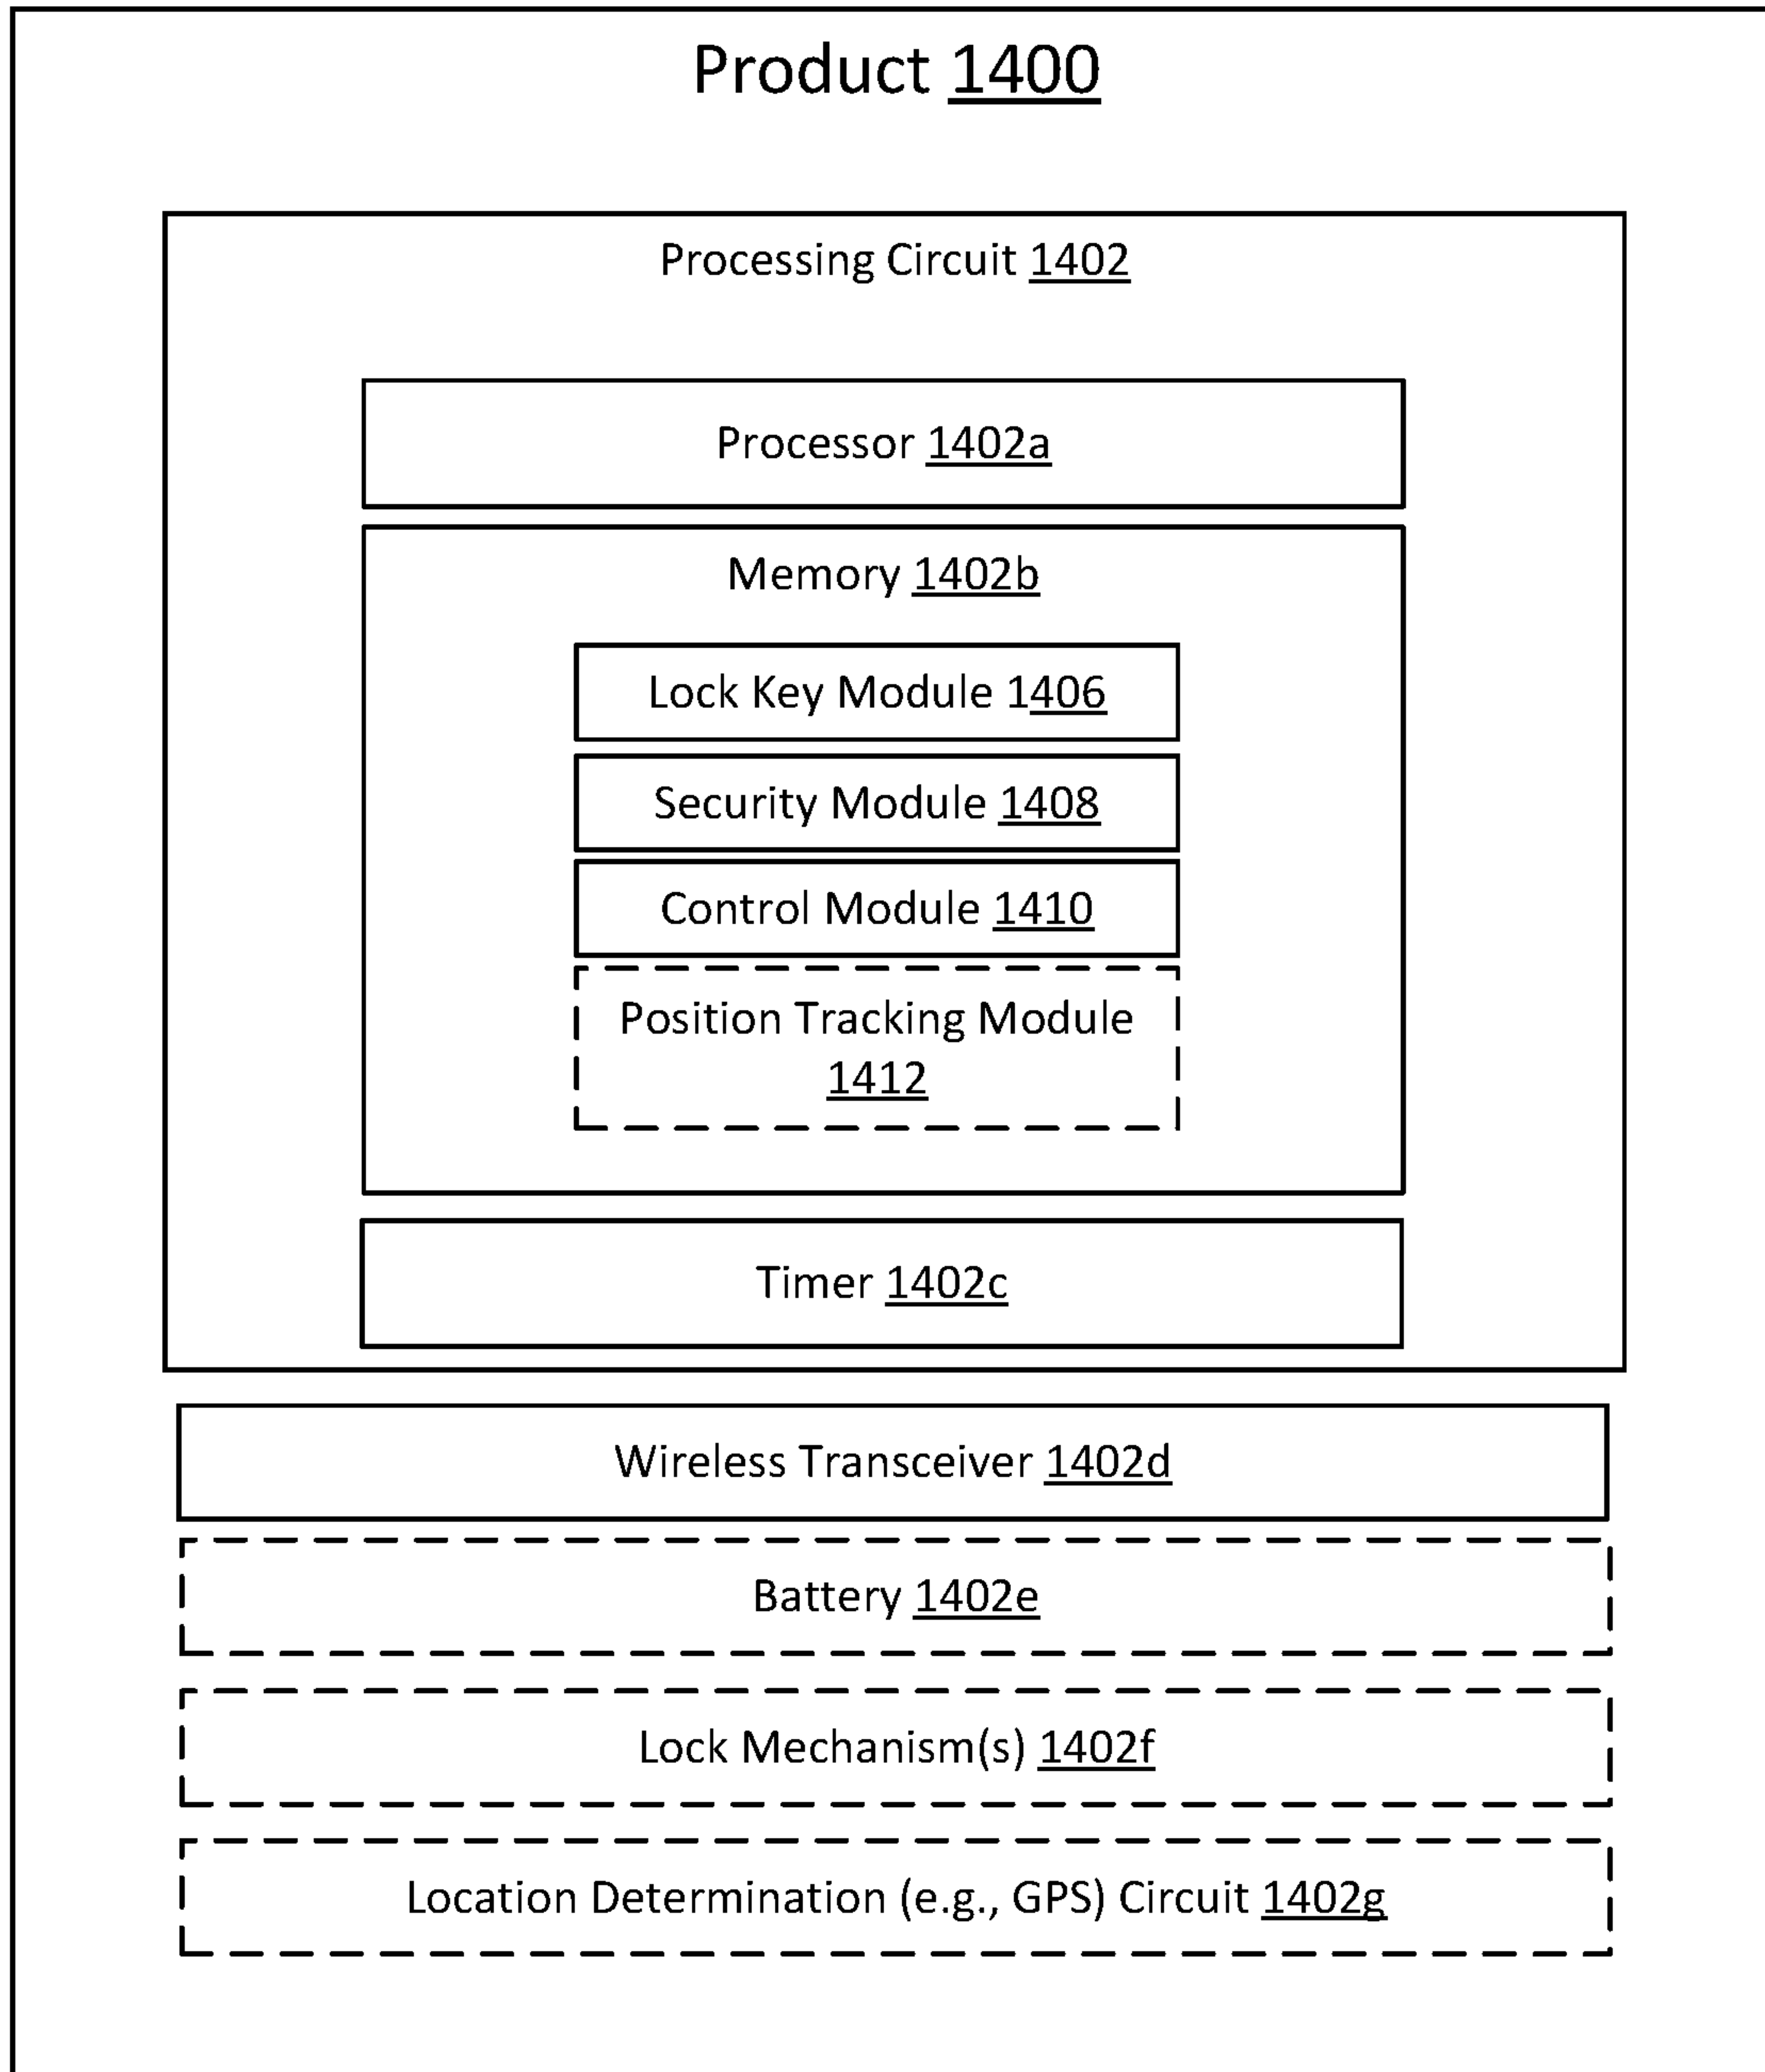 Product 1400
Processing Circuit 1402
Processor 1402a
Memory 1402b
Lock Key Module 1406
Security Module 1408
Control Module 1410
Position Tracking Module
1412
Timer 1402c
Wireless Transceiver 1402d
Battery 1402e
Lock Mechanism(s) 1402f
Location Determination (e.g., GPS) Circuit 1402g